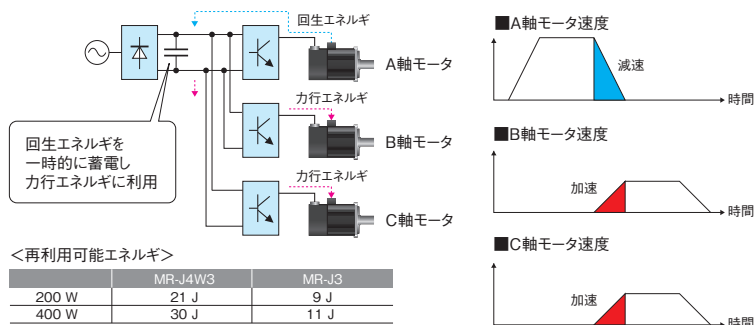 回生エネルギ
A軸モータ
力行エネルギ
B軸モータ
力行エネルギ
C軸モータ
回生エネルギを
一時的に蓄電し
力行エネルギに利用
＜再利用可能エネルギ＞
MR-J4W3 MR-J3
200 W 21 J 9 J
400 W 30 J 11 J
■A軸モータ速度
減速
時間
■B軸モータ速度
加速
時間
■C軸モータ速度
加速
時間